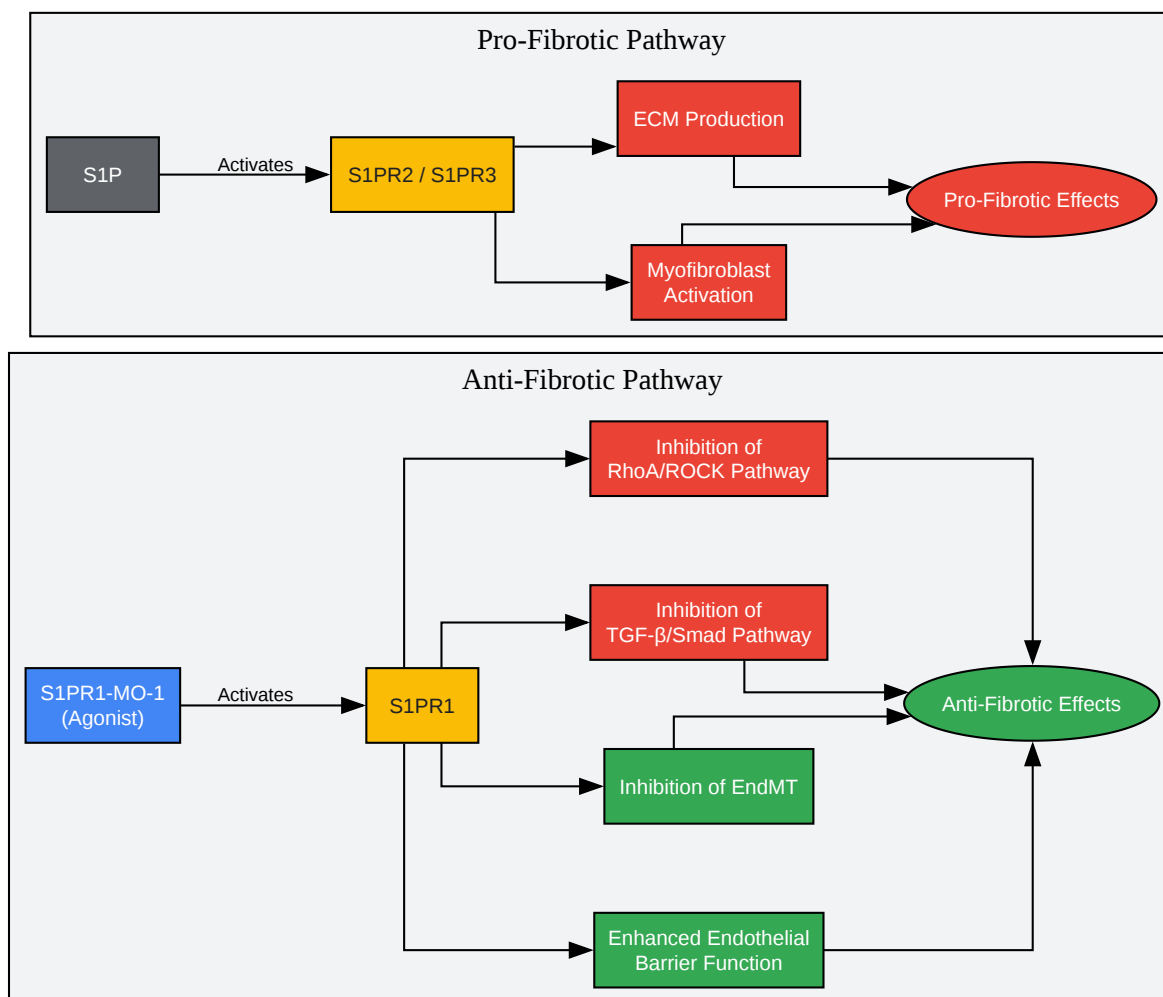 Pro-Fibrotic Pathway
S1P
Activates
S1PR2 / S1PR3
ECM Production
Myofibroblast
Activation
Pro-Fibrotic Effects
Anti-Fibrotic Pathway
S1PR1-MO-1
(Agonist)
Activates
S1PR1
Inhibition of
RhoA/ROCK Pathway
Inhibition of
TGF-β/Smad Pathway
Inhibition of EndMT
Enhanced Endothelial
Barrier Function
Anti-Fibrotic Effects